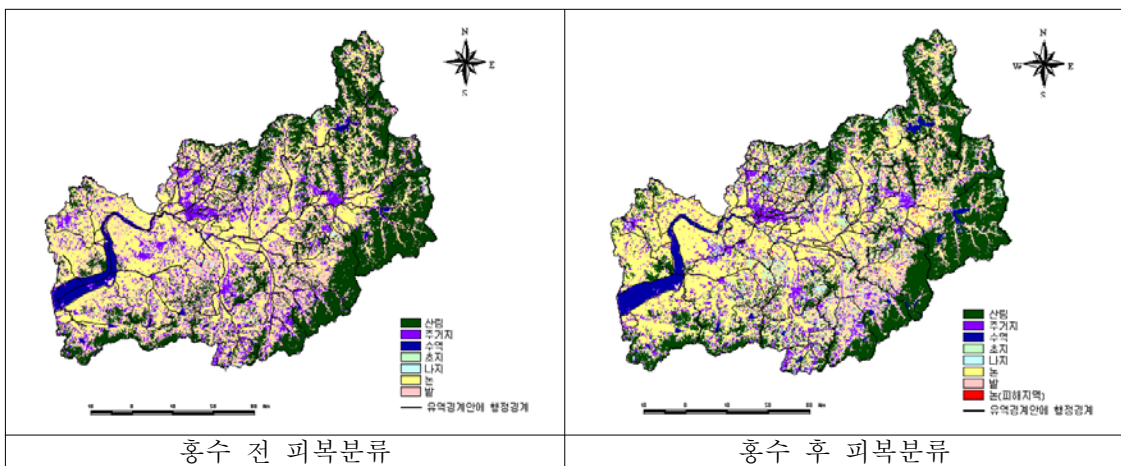 N
E
S
산림
주거지
수역
초지
나지
논
밭
유역경계안에 행정경계
홍수 전 피복분류
N
W E
S
산림
주거지
수역
초지
나지
논
밭
논(피해지역)
유역경계안에 행정경계
홍수 후 피복분류